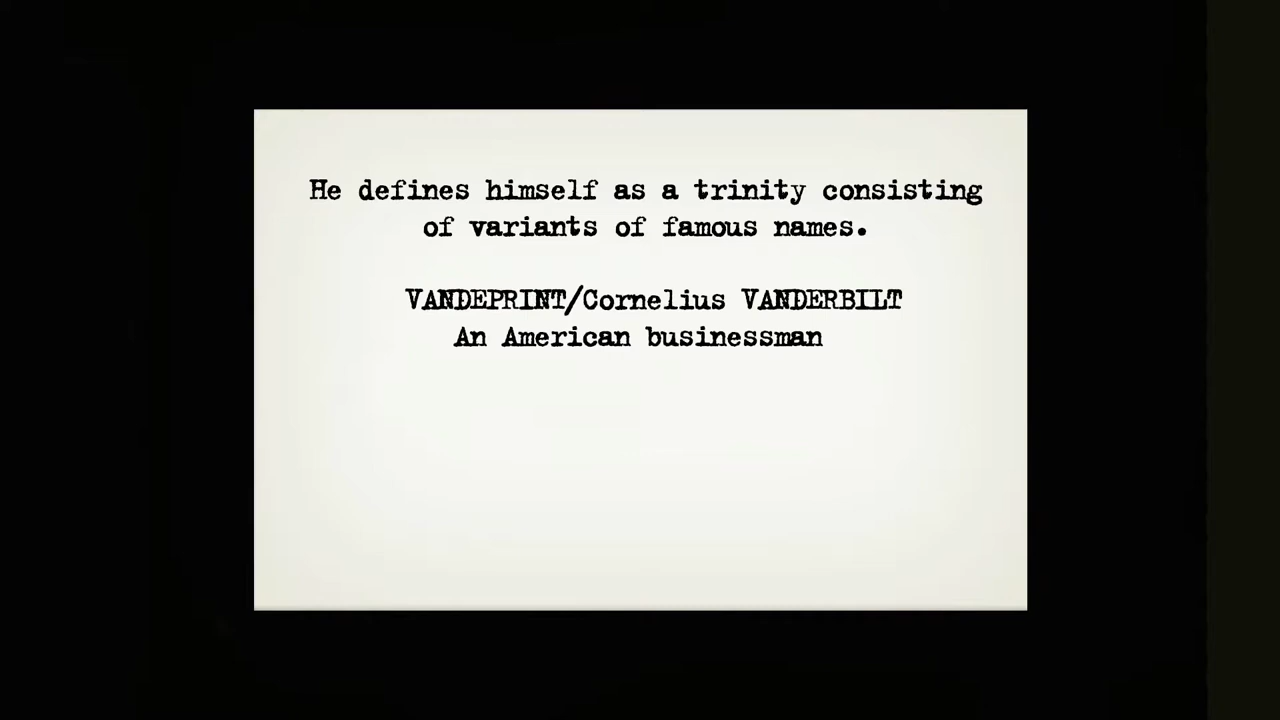 He defines himself as a trinity consisting
of variants of famous names.
VANDEPRINT/Cornelius VANDERBILT
An American businessman